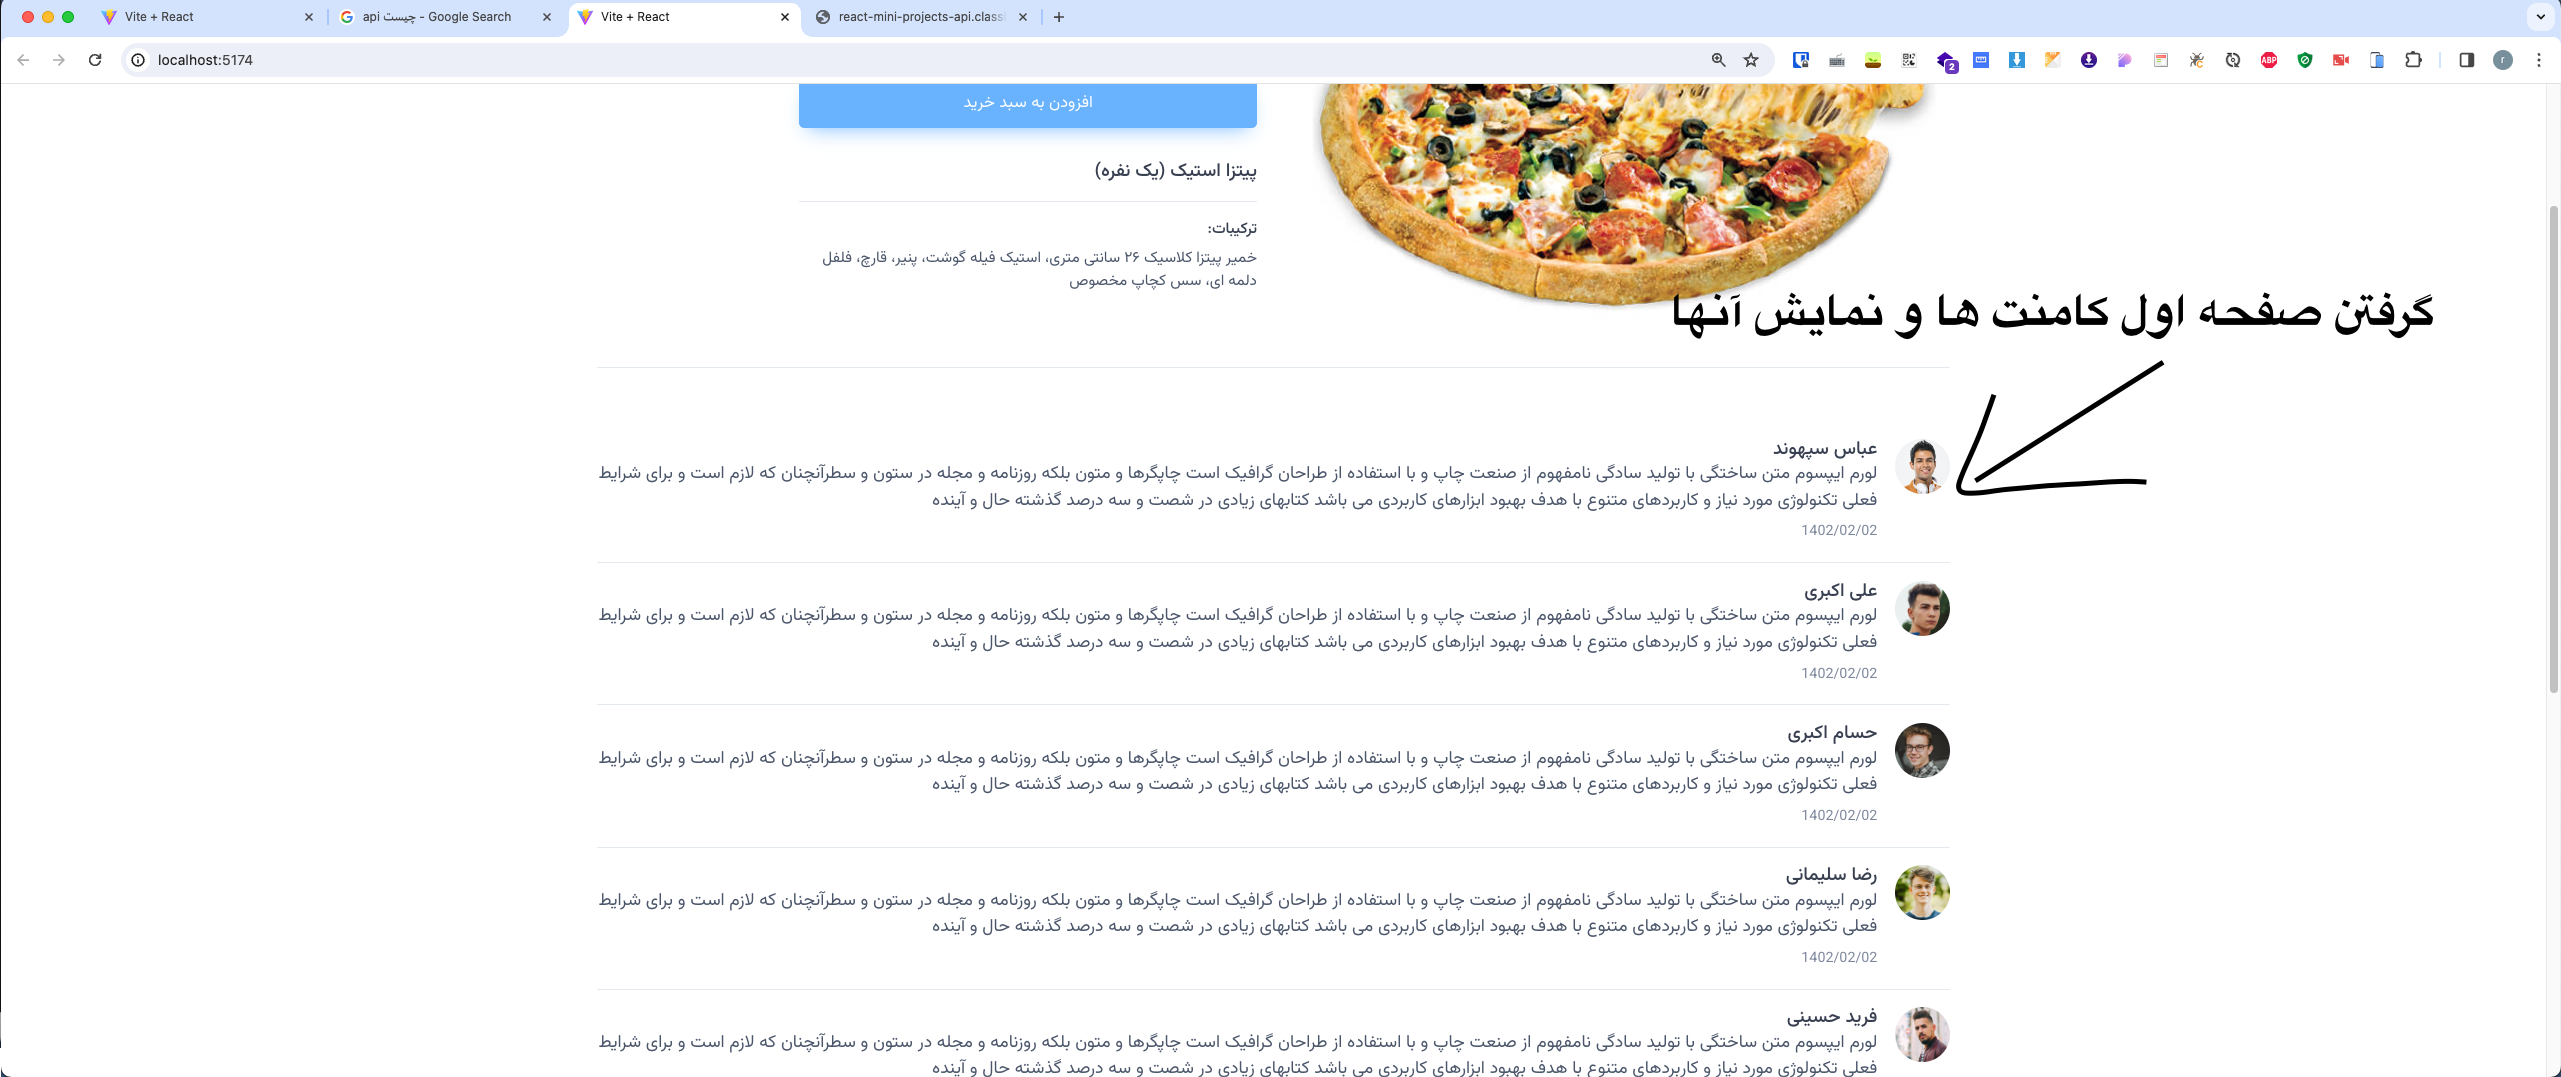 Vite + React
api چیست - Google Search
Vite + React
react-mini-projects-api.class
localhost:5174
2
ABP
r
افزودن به سبد خرید
پیتزا استیک (یک نفره)
ترکیبات:
خمیر پیتزا کلاسیک ۲۶ سانتی متری، استیک فیله گوشت، پنیر، قارچ، فلفل
دلمه ای، سس کچاپ مخصوص
گرفتن صفحه اول کامنت ها و نمایش آنها
عباس سپهوند
لورم ایپسوم متن ساختگی با تولید سادگی نامفهوم از صنعت چاپ و با استفاده از طراحان گرافیک است چاپگرها و متون بلکه روزنامه و مجله در ستون و سطرآنچنان که لازم است و برای شرایط
فعلی تکنولوژی مورد نیاز و کاربردهای متنوع با هدف بهبود ابزارهای کاربردی می باشد کتابهای زیادی در شصت و سه درصد گذشته حال و آینده
1402/02/02
علی اکبری
لورم ایپسوم متن ساختگی با تولید سادگی نامفهوم از صنعت چاپ و با استفاده از طراحان گرافیک است چاپگرها و متون بلکه روزنامه و مجله در ستون و سطرآنچنان که لازم است و برای شرایط
فعلی تکنولوژی مورد نیاز و کاربردهای متنوع با هدف بهبود ابزارهای کاربردی می باشد کتابهای زیادی در شصت و سه درصد گذشته حال و آینده
1402/02/02
حسام اکبری
لورم ایپسوم متن ساختگی با تولید سادگی نامفهوم از صنعت چاپ و با استفاده از طراحان گرافیک است چاپگرها و متون بلکه روزنامه و مجله در ستون و سطرآنچنان که لازم است و برای شرایط
فعلی تکنولوژی مورد نیاز و کاربردهای متنوع با هدف بهبود ابزارهای کاربردی می باشد کتابهای زیادی در شصت و سه درصد گذشته حال و آینده
1402/02/02
رضا سلیمانی
لورم ایپسوم متن ساختگی با تولید سادگی نامفهوم از صنعت چاپ و با استفاده از طراحان گرافیک است چاپگرها و متون بلکه روزنامه و مجله در ستون و سطرآنچنان که لازم است و برای شرایط
فعلی تکنولوژی مورد نیاز و کاربردهای متنوع با هدف بهبود ابزارهای کاربردی می باشد کتابهای زیادی در شصت و سه درصد گذشته حال و آینده
1402/02/02
فرید حسینی
لورم ایپسوم متن ساختگی با تولید سادگی نامفهوم از صنعت چاپ و با استفاده از طراحان گرافیک است چاپگرها و متون بلکه روزنامه و مجله در ستون و سطرآنچنان که لازم است و برای شرایط
فعلی تکنولوژی مورد نیاز و کاربردهای متنوع با هدف بهبود ابزارهای کاربردی می باشد کتابهای زیادی در شصت و سه درصد گذشته حال و آینده